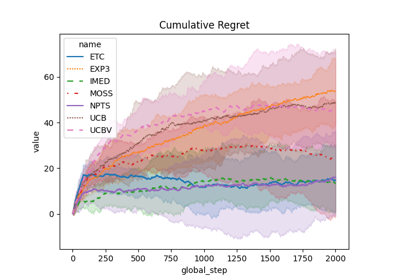 Cumulative Regret
name
ETC
EXP3
IMED
MOSS
NPTS
UCB
UCBV
value
60
40
20
0
0 250 500 750 1000 1250 1500 1750 2000
global_step